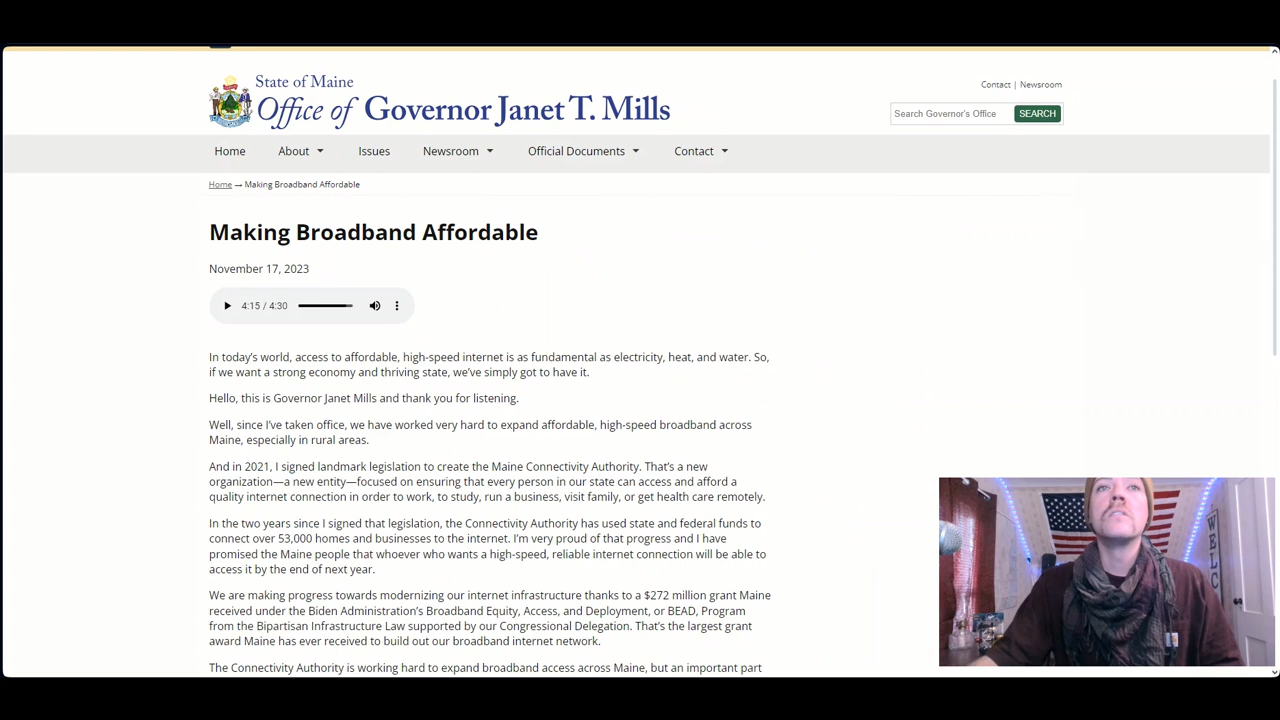 State of Maine
Office of Governor Janet T. Mills
Contact | Newsroom
Search Governor's Office SEARCH
Home About Issues Newsroom Official Documents Contact
Home → Making Broadband Affordable
Making Broadband Affordable
November 17, 2023
4:15 / 4:30
In today’s world, access to affordable, high-speed internet is as fundamental as electricity, heat, and water. So,
if we want a strong economy and thriving state, we’ve simply got to have it.
Hello, this is Governor Janet Mills and thank you for listening.
Well, since I’ve taken office, we have worked very hard to expand affordable, high-speed broadband across
Maine, especially in rural areas.
And in 2021, I signed landmark legislation to create the Maine Connectivity Authority. That’s a new
organization—a new entity—focused on ensuring that every person in our state can access and afford a
quality internet connection in order to work, to study, run a business, visit family, or get health care remotely.
In the two years since I signed that legislation, the Connectivity Authority has used state and federal funds to
connect over 53,000 homes and businesses to the internet. I’m very proud of that progress and I have
promised the Maine people that whoever who wants a high-speed, reliable internet connection will be able to
access it by the end of next year.
We are making progress towards modernizing our internet infrastructure thanks to a $272 million grant Maine
received under the Biden Administration’s Broadband Equity, Access, and Deployment, or BEAD, Program
from the Bipartisan Infrastructure Law supported by our Congressional Delegation. That’s the largest grant
award Maine has ever received to build out our broadband internet network.
The Connectivity Authority is working hard to expand broadband access across Maine, but an important part